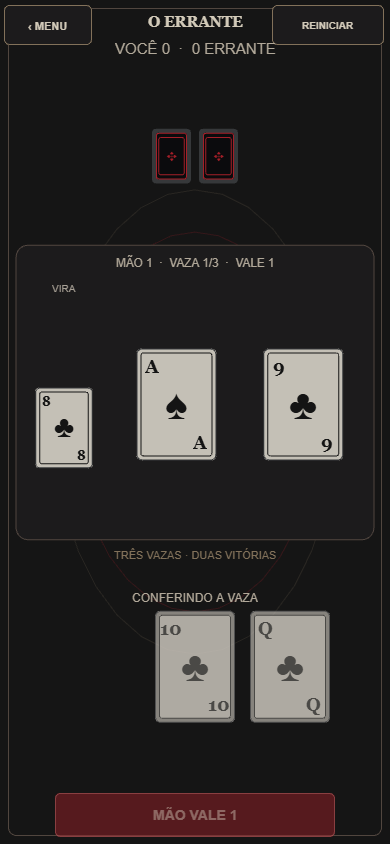 ‹ MENU
O ERRANTE
REINICIAR
VOCÊ 0 · 0 ERRANTE
MÃO 1 · VAZA 1/3 · VALE 1
VIRA
8
8
A
A
9
9
TRÊS VAZAS · DUAS VITÓRIAS
CONFERINDO A VAZA
10
10
Q
Q
MÃO VALE 1